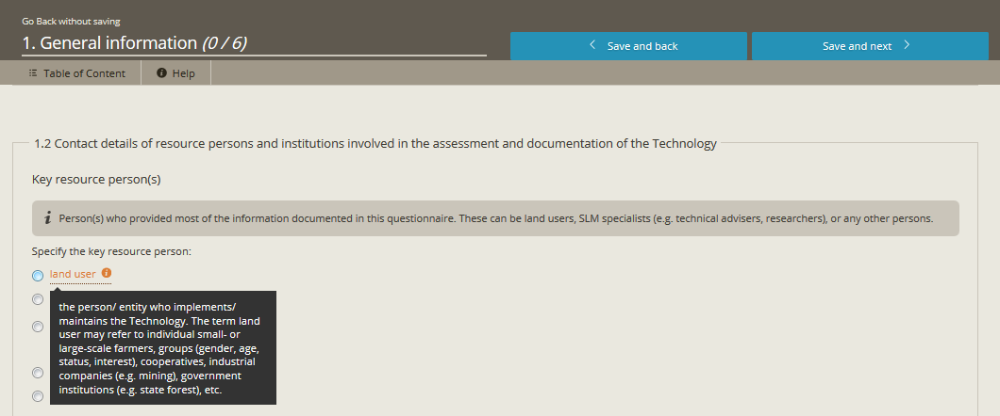 Go Back without saving
1. General information (0 / 6)
Save and back
Save and next
Table of Content
Help
1.2 Contact details of resource persons and institutions involved in the assessment and documentation of the Technology
Key resource person(s)
i Person(s) who provided most of the information documented in this questionnaire. These can be land users, SLM specialists (e.g. technical advisers, researchers), or any other persons.
Specify the key resource person:
land user
the person/ entity who implements/
maintains the Technology. The term land
user may refer to individual small- or
large-scale farmers, groups (gender, age,
status, interest), cooperatives, industrial
companies (e.g. mining), government
institutions (e.g. state forest), etc.